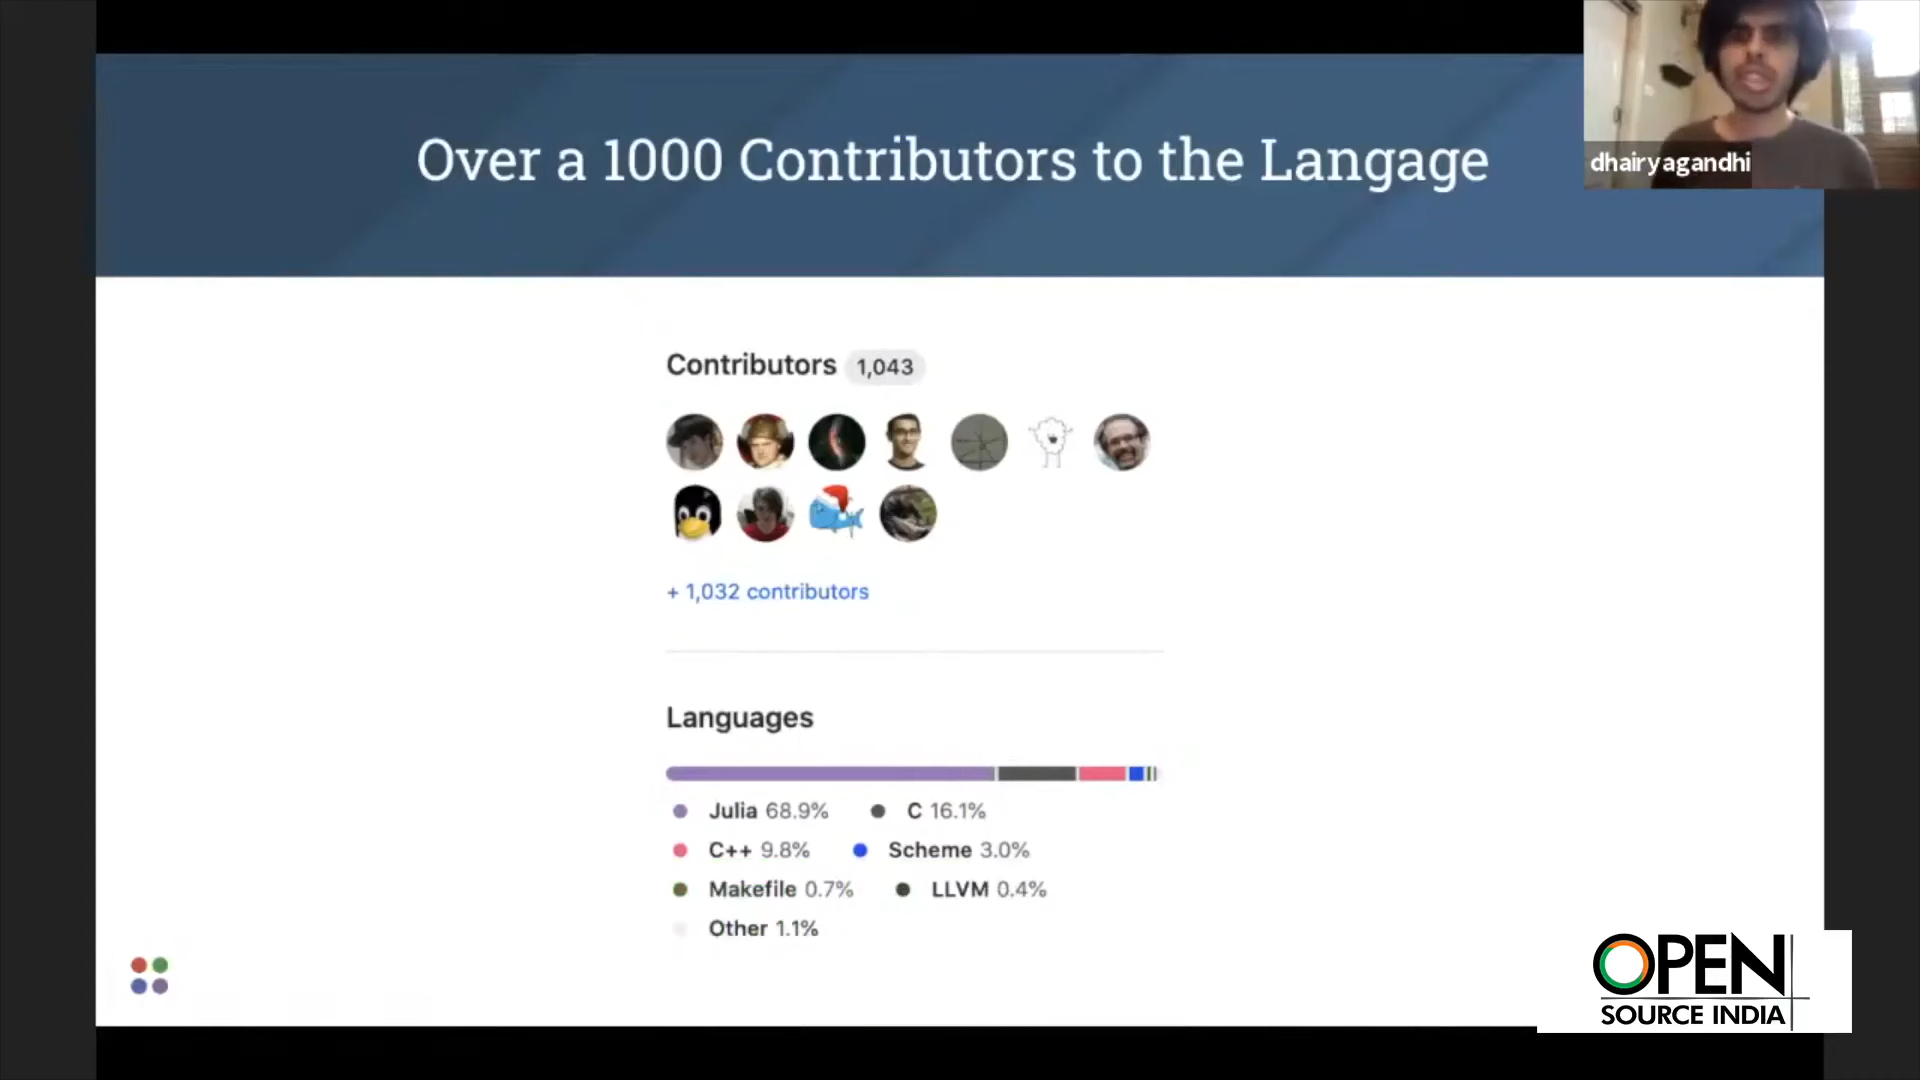 Over a 1000 Contributors to the Langage
dhairyagandhi
Contributors 1,043
+ 1,032 contributors
Languages
Julia 68.9% C 16.1%
C++ 9.8% Scheme 3.0%
Makefile 0.7% LLVM 0.4%
Other 1.1%
OPEN
SOURCE INDIA